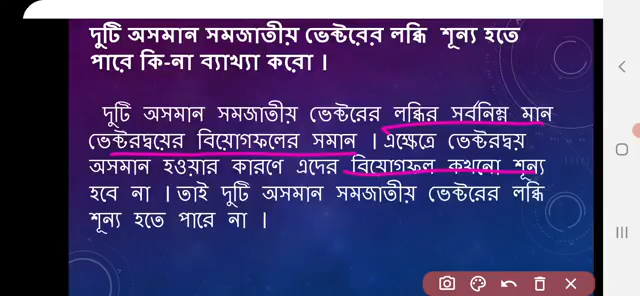 দুটি অসমান সমজাতীয় ভেক্টরের লব্ধি শূন্য হতে
পারে কি-না ব্যাখ্যা করো ।
দুটি অসমান সমজাতীয় ভেক্টরের লব্ধির সর্বনিম্ন মান
ভেক্টরদ্বয়ের বিয়োগফলের সমান । এক্ষেত্রে ভেক্টরদ্বয়
অসমান হওয়ার কারণে এদের বিয়োগফল কখনো শূন্য
হবে না । তাই দুটি অসমান সমজাতীয় ভেক্টরের লব্ধি
শূন্য হতে পারে না ।